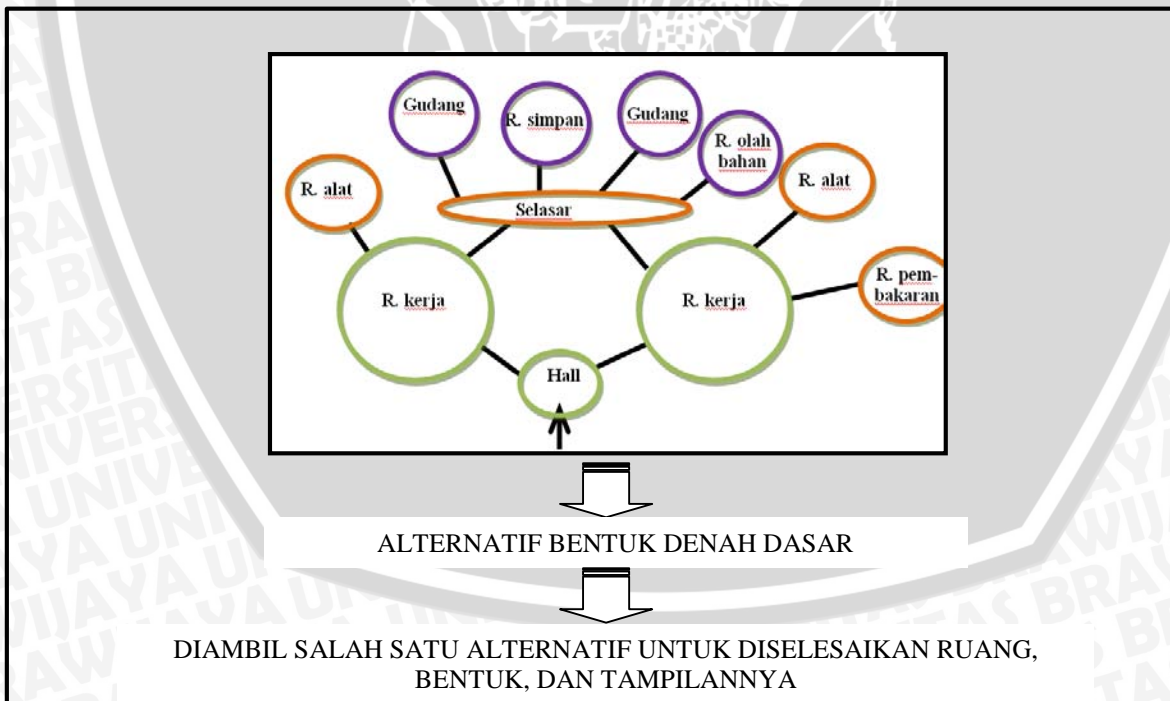 Gudang
R. simpan
Gudang
R. olah
bahan
R. alat
R. alat
Selasar
R. kerja
R. kerja
R. pem-
bakaran
Hall
ALTERNATIF BENTUK DENAH DASAR
DIAMBIL SALAH SATU ALTERNATIF UNTUK DISELESAIKAN RUANG,
BENTUK, DAN TAMPILANNYA